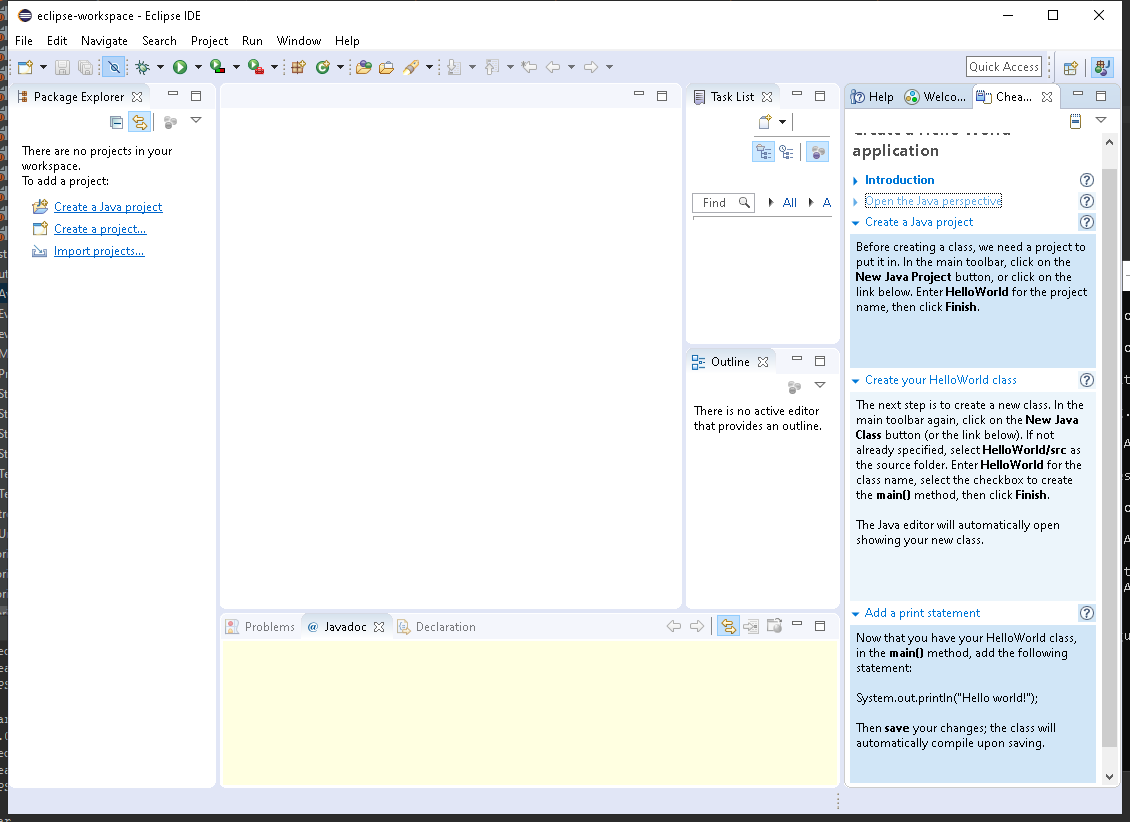 eclipse-workspace - Eclipse IDE
File Edit Navigate Search Project Run Window Help
Quick Access
Package Explorer
There are no projects in your
workspace.
To add a project:
Create a Java project
Create a project...
Import projects...
Task List
Find
All
A
Outline
There is no active editor
that provides an outline.
Problems
@ Javadoc
Declaration
Help
Welco...
Chea...
Create a Hello World
application
Introduction
Open the Java perspective
Create a Java project
Before creating a class, we need a project to
put it in. In the main toolbar, click on the
New Java Project button, or click on the
link below. Enter HelloWorld for the project
name, then click Finish.
Create your HelloWorld class
The next step is to create a new class. In the
main toolbar again, click on the New Java
Class button (or the link below). If not
already specified, select HelloWorld/src as
the source folder. Enter HelloWorld for the
class name, select the checkbox to create
the main() method, then click Finish.
The Java editor will automatically open
showing your new class.
Add a print statement
Now that you have your HelloWorld class,
in the main() method, add the following
statement:
System.out.println("Hello world!");
Then save your changes; the class will
automatically compile upon saving.